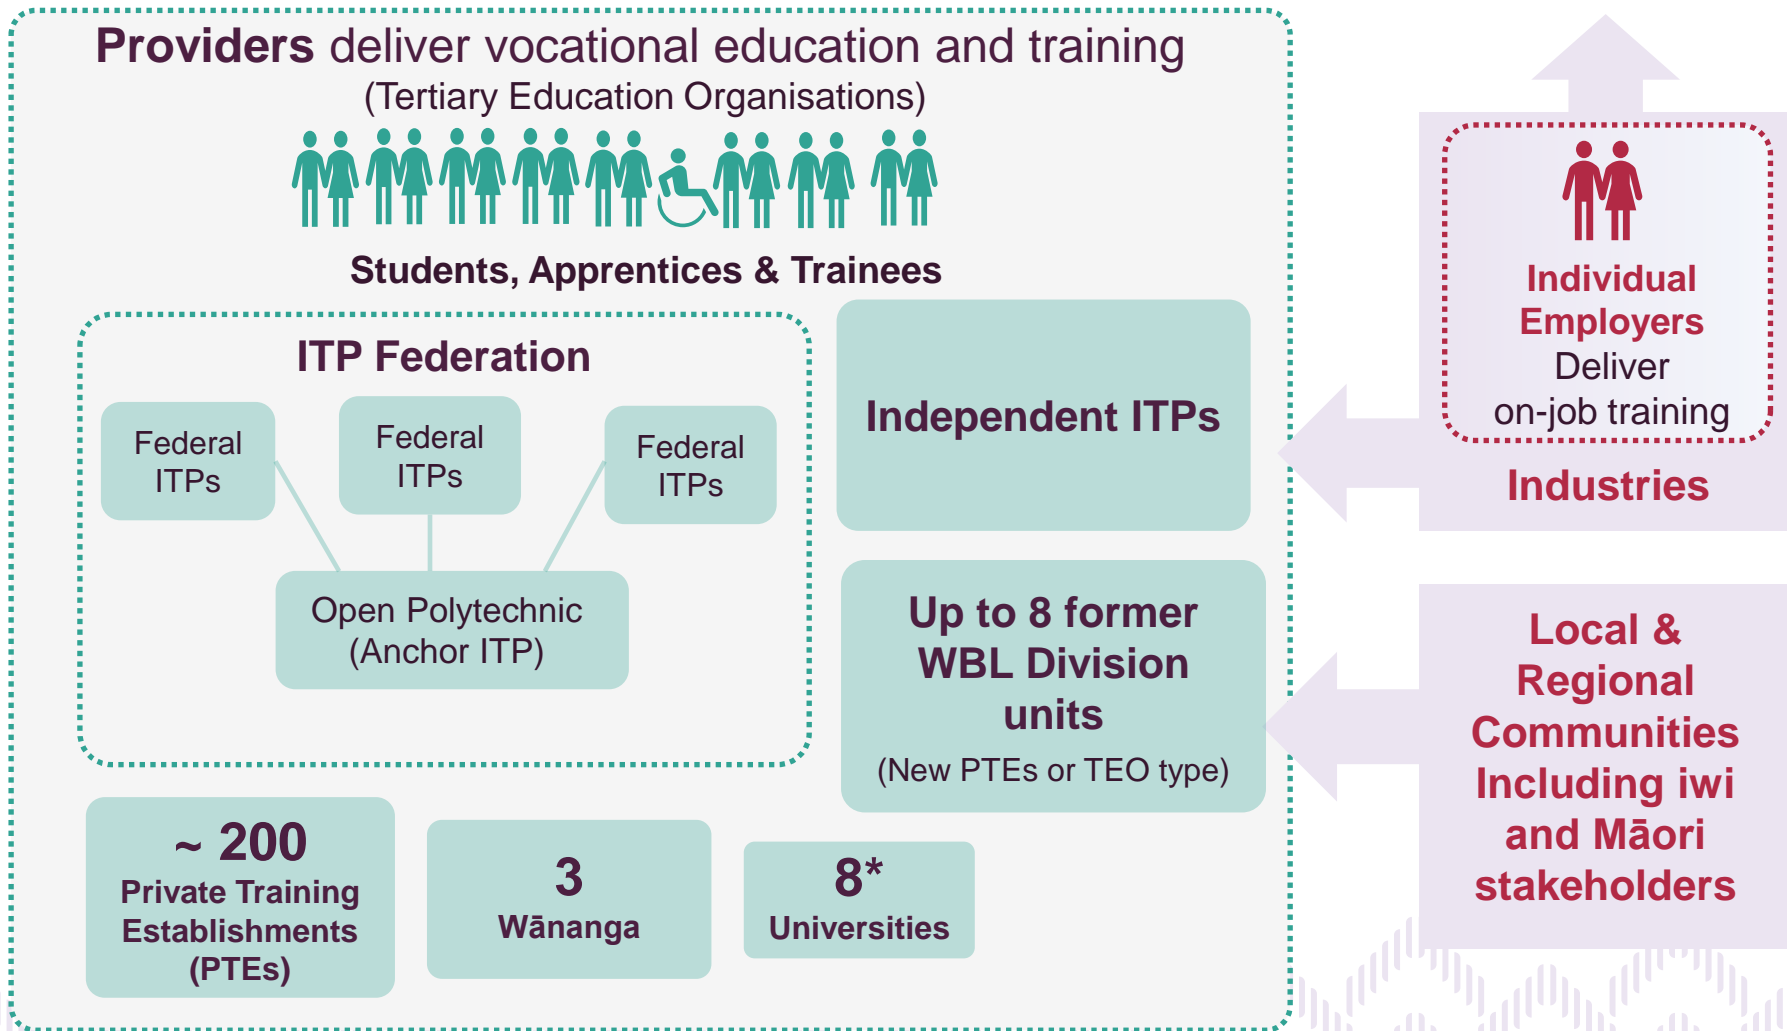 Providers deliver vocational education and training
(Tertiary Education Organisations)
Students, Apprentices & Trainees
ITP Federation
Federal
ITPs
Federal
ITPs
Federal
ITPs
Open Polytechnic
(Anchor ITP)
Independent ITPs
Up to 8 former
WBL Division
units
(New PTEs or TEO type)
~ 200
Private Training
Establishments
(PTEs)
3
Wānanga
8*
Universities
Individual
Employers
Deliver
on-job training
Industries
Local &
Regional
Communities
Including iwi
and Māori
stakeholders